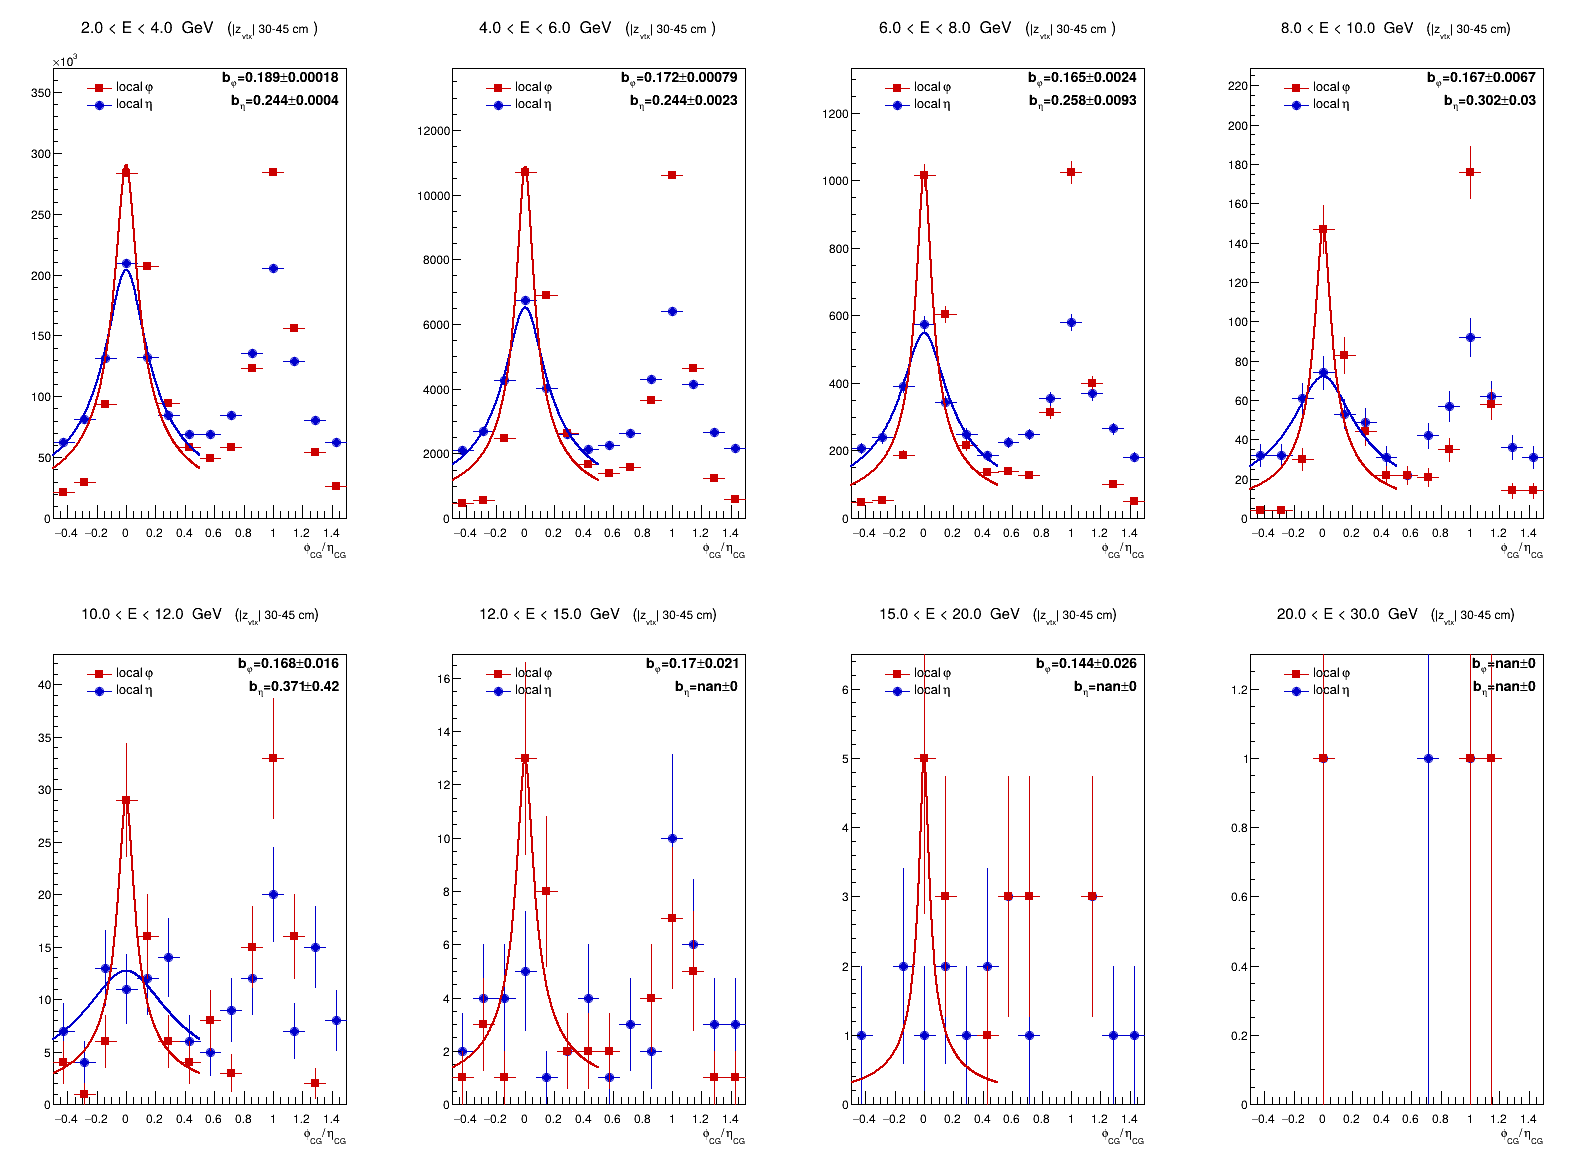 2.0 < E < 4.0 GeV (|z_vtx| 30-45 cm )
×10³
local φ
local η
b_φ=0.189±0.00018
b_η=0.244±0.0004
350
300
250
200
150
100
50
0
−0.4 −0.2 0 0.2 0.4 0.6 0.8 1 1.2 1.4
ϕ_CG/η_CG
4.0 < E < 6.0 GeV (|z_vtx| 30-45 cm )
local φ
local η
b_φ=0.172±0.00079
b_η=0.244±0.0023
12000
10000
8000
6000
4000
2000
0
−0.4 −0.2 0 0.2 0.4 0.6 0.8 1 1.2 1.4
ϕ_CG/η_CG
6.0 < E < 8.0 GeV (|z_vtx| 30-45 cm )
local φ
local η
b_φ=0.165±0.0024
b_η=0.258±0.0093
1200
1000
800
600
400
200
0
−0.4 −0.2 0 0.2 0.4 0.6 0.8 1 1.2 1.4
ϕ_CG/η_CG
8.0 < E < 10.0 GeV (|z_vtx| 30-45 cm)
local φ
local η
b_φ=0.167±0.0067
b_η=0.302±0.03
220
200
180
160
140
120
100
80
60
40
20
0
−0.4 −0.2 0 0.2 0.4 0.6 0.8 1 1.2 1.4
ϕ_CG/η_CG
10.0 < E < 12.0 GeV (|z_vtx| 30-45 cm)
local φ
local η
b_φ=0.168±0.016
b_η=0.371±0.42
40
35
30
25
20
15
10
5
0
−0.4 −0.2 0 0.2 0.4 0.6 0.8 1 1.2 1.4
ϕ_CG/η_CG
12.0 < E < 15.0 GeV (|z_vtx| 30-45 cm)
local φ
local η
b_φ=0.17±0.021
b_η=nan±0
16
14
12
10
8
6
4
2
0
−0.4 −0.2 0 0.2 0.4 0.6 0.8 1 1.2 1.4
ϕ_CG/η_CG
15.0 < E < 20.0 GeV (|z_vtx| 30-45 cm)
local φ
local η
b_φ=0.144±0.026
b_η=nan±0
6
5
4
3
2
1
0
−0.4 −0.2 0 0.2 0.4 0.6 0.8 1 1.2 1.4
ϕ_CG/η_CG
20.0 < E < 30.0 GeV (|z_vtx| 30-45 cm)
local φ
local η
b_φ=nan±0
b_η=nan±0
1.2
1
0.8
0.6
0.4
0.2
0
−0.4 −0.2 0 0.2 0.4 0.6 0.8 1 1.2 1.4
ϕ_CG/η_CG